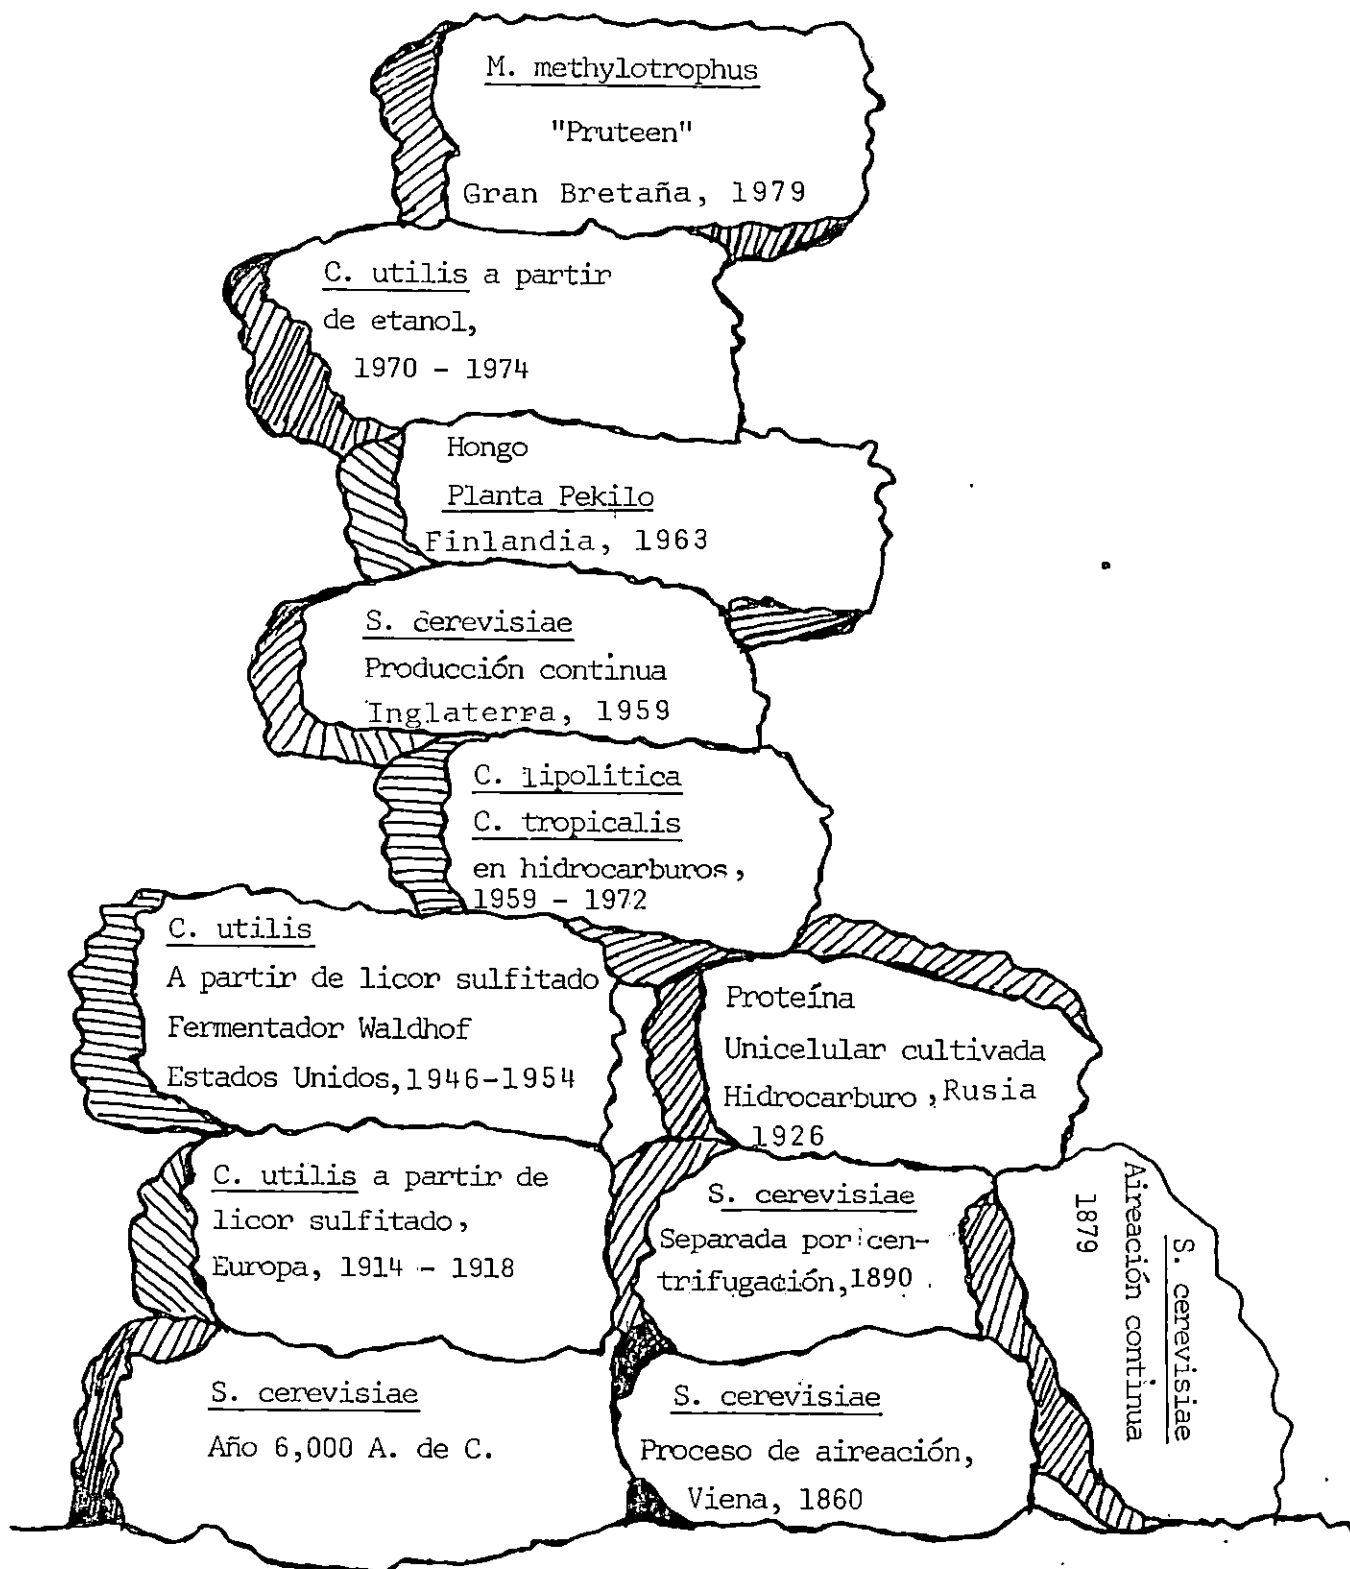 M. methylotrophus
"Pruteen"
Gran Bretaña, 1979
C. utilis a partir
de etanol,
1970 - 1974
Hongo
Planta Pekilo
Finlandia, 1963
S. cerevisiae
Producción continua
Inglaterra, 1959
C. lipolitica
C. tropicalis
en hidrocarburos,
1959 - 1972
C. utilis
A partir de licor sulfitado
Fermentador Waldhof
Estados Unidos, 1946-1954
Proteína
Unicelular cultivada
Hidrocarburo, Rusia
1926
C. utilis a partir de
licor sulfitado,
Europa, 1914 - 1918
S. cerevisiae
Separada por cen-
trifugación, 1890.
S. cerevisiae
Aireación continua
1879
S. cerevisiae
Año 6,000 A. de C.
S. cerevisiae
Proceso de aireación,
Viena, 1860